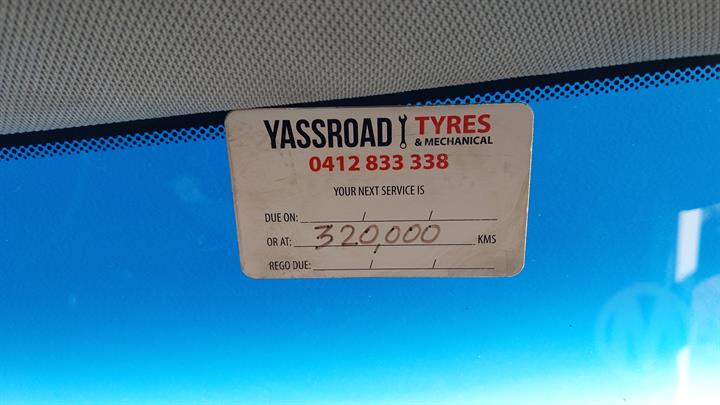 YASSROAD TYRES
& MECHANICAL
0412 833 338
YOUR NEXT SERVICE IS
DUE ON: / /
OR AT: 320,000 KMS
REGO DUE: / /
M